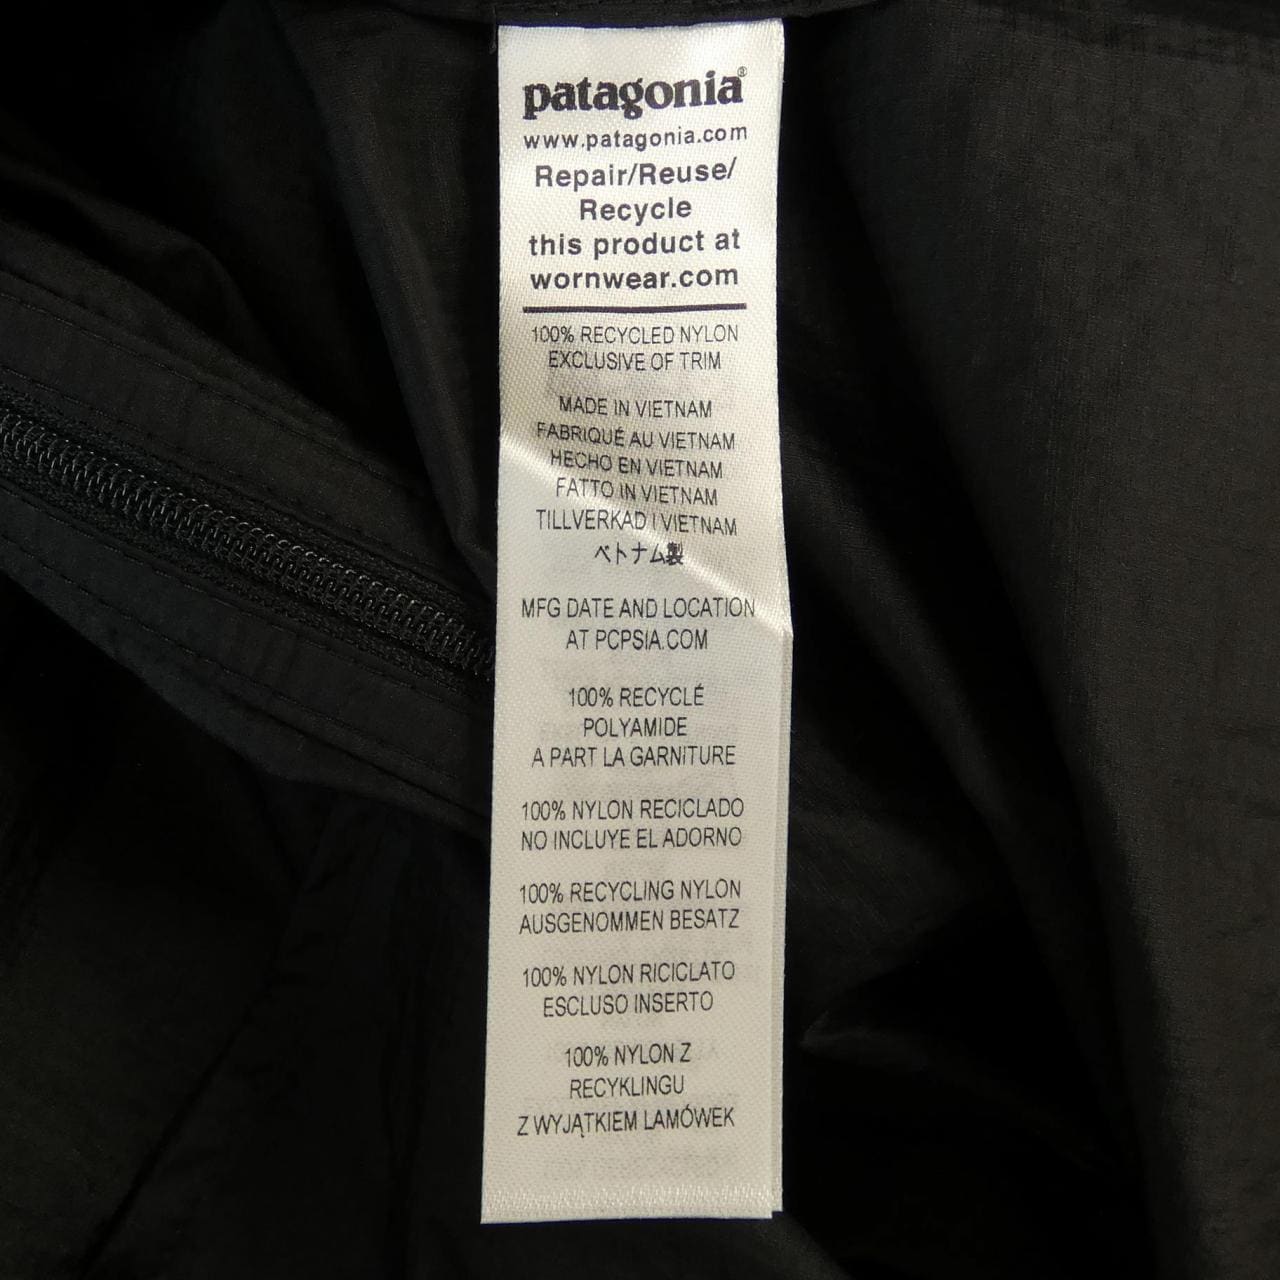 patagonia®
www.patagonia.com
Repair/Reuse/
Recycle
this product at
wornwear.com
100% RECYCLED NYLON
EXCLUSIVE OF TRIM
MADE IN VIETNAM
FABRIQUÉ AU VIETNAM
HECHO EN VIETNAM
FATTO IN VIETNAM
TILLVERKAD I VIETNAM
ベトナム製
MFG DATE AND LOCATION
AT PCPSIA.COM
100% RECYCLÉ
POLYAMIDE
A PART LA GARNITURE
100% NYLON RECICLADO
NO INCLUYE EL ADORNO
100% RECYCLING NYLON
AUSGENOMMEN BESATZ
100% NYLON RICICLATO
ESCLUSO INSERTO
100% NYLON Z
RECYKLINGU
Z WYJĄTKIEM LAMÓWEK